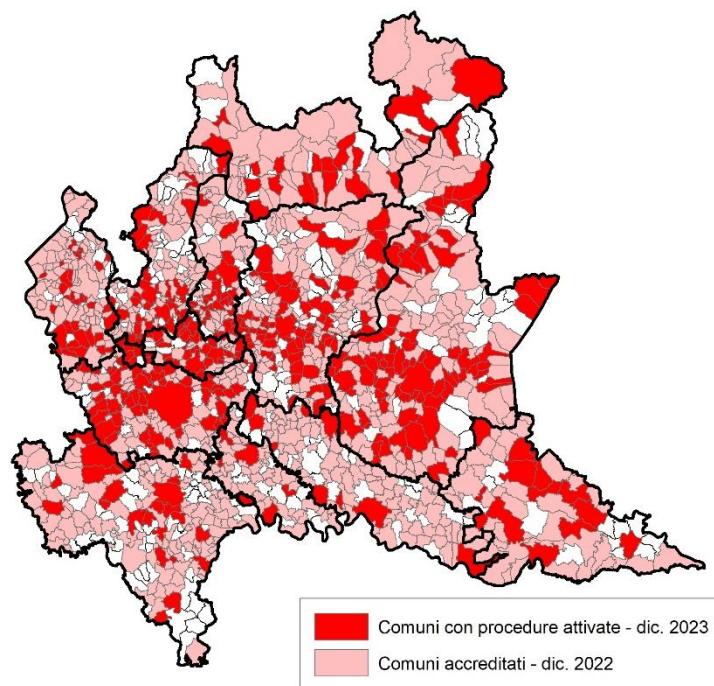 Comuni con procedure attivate - dic. 2023
Comuni accreditati - dic. 2022